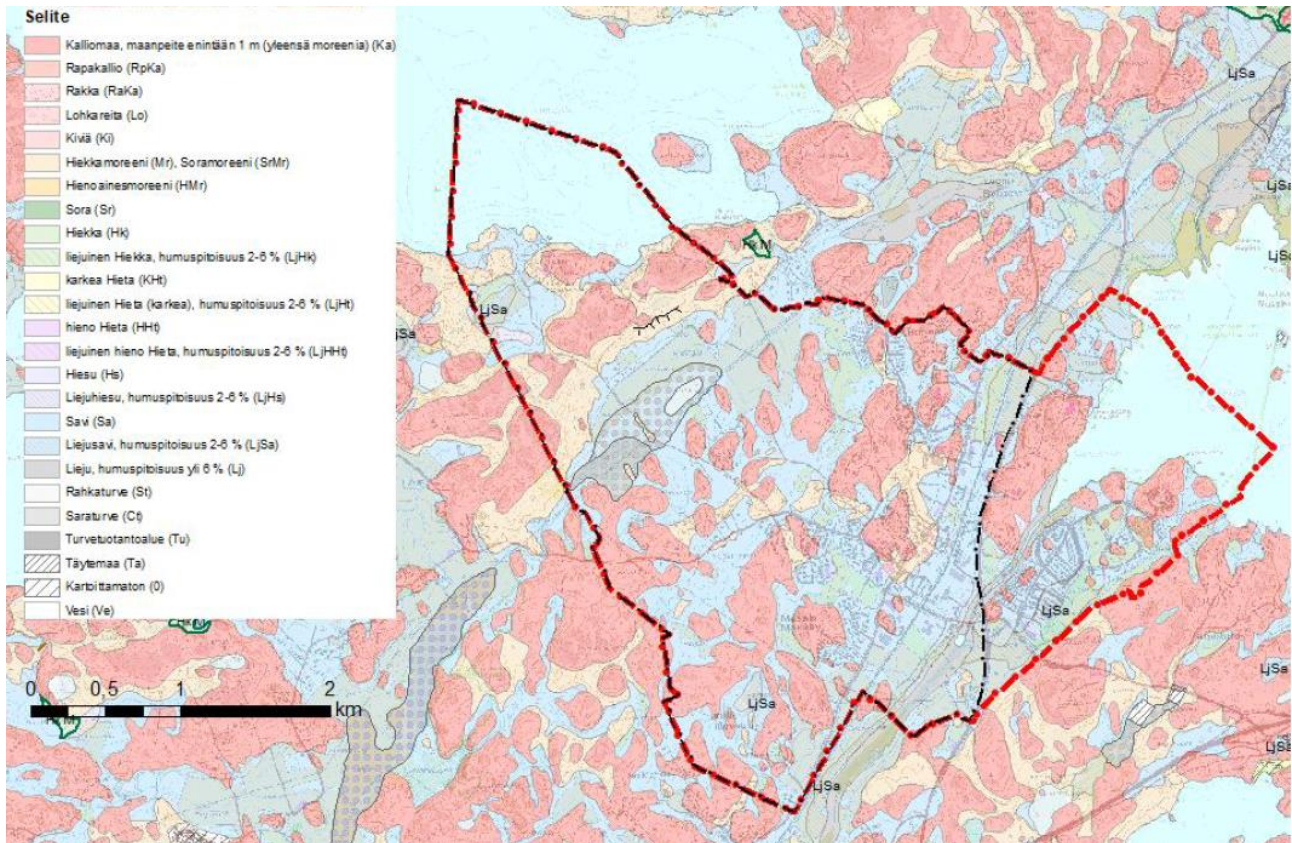 Selite
Kalliomaa, maanpeite enintään 1 m (yleensä moreenia) (Ka)
Rapakallio (RpKa)
Rakka (RaKa)
Lohkareita (Lo)
Kiviä (Ki)
Hiekkamoreeni (Mr), Soramoreeni (SrMr)
Hienoainesmoreeni (HMr)
Sora (Sr)
Hiekka (Hk)
liejuinen Hiekka, humuspitoisuus 2-6 % (LjHk)
karkea Hieta (KHt)
liejuinen Hieta (karkea), humuspitoisuus 2-6 % (LjHt)
hieno Hieta (HHt)
liejuinen hieno Hieta, humuspitoisuus 2-6 % (LjHHt)
Hiesu (Hs)
Liejuhiesu, humuspitoisuus 2-6 % (LjHs)
Savi (Sa)
Liejusavi, humuspitoisuus 2-6 % (LjSa)
Lieju, humuspitoisuus yli 6 % (Lj)
Rahkaturve (St)
Saraturve (Ct)
Turvetuotantoalue (Tu)
Täytemaa (Ta)
Kartoittamaton (0)
Vesi (Ve)
0 0,5 1 2
km
LjSa
LjSa
LjSa
LjSa
LjSa
LjSa
LjSa
LjSa
LjSa
LjSa
HkM
HkM
HkM